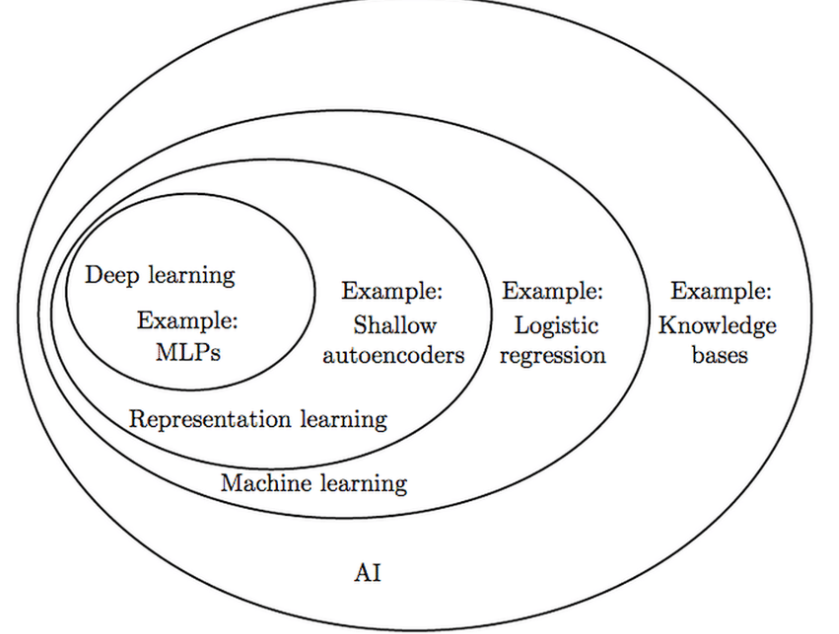 Deep learning
Example:
MLPs
Example:
Shallow
autoencoders
Example:
Logistic
regression
Example:
Knowledge
bases
Representation learning
Machine learning
AI